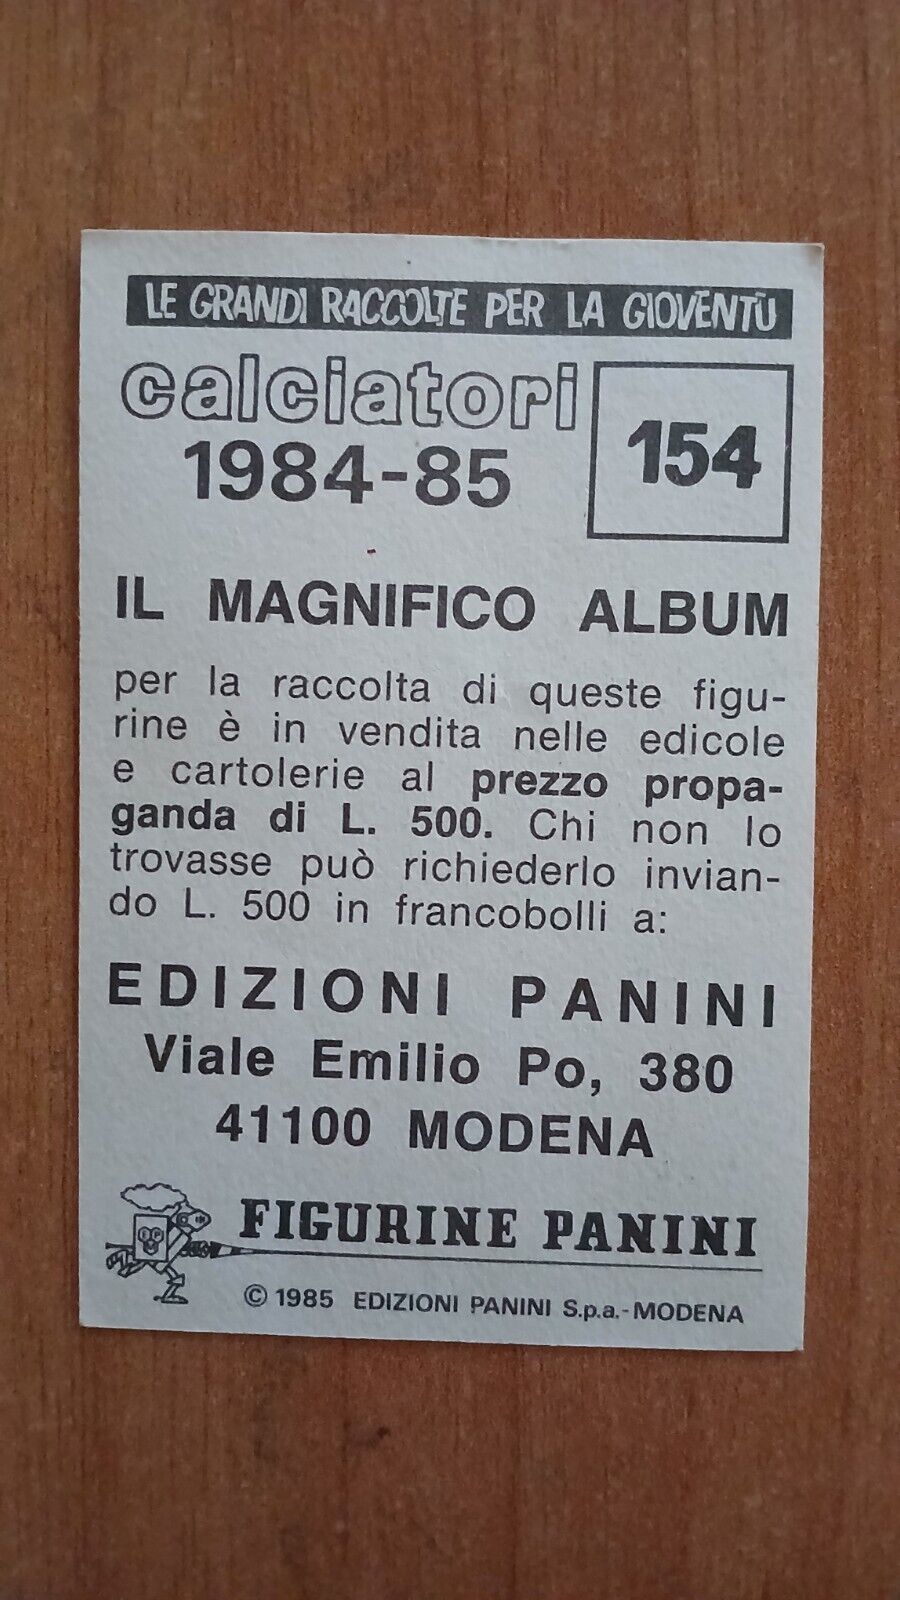 LE GRANDI RACCOLTE PER LA GIOVENTÙ
calciatori
1984-85
154
IL MAGNIFICO ALBUM
per la raccolta di queste figu-
rine è in vendita nelle edicole
e cartolerie al prezzo propa-
ganda di L. 500. Chi non lo
trovasse può richiederlo invian-
do L. 500 in francobolli a:
EDIZIONI PANINI
Viale Emilio Po, 380
41100 MODENA
FIGURINE PANINI
© 1985 EDIZIONI PANINI S.p.a.-MODENA